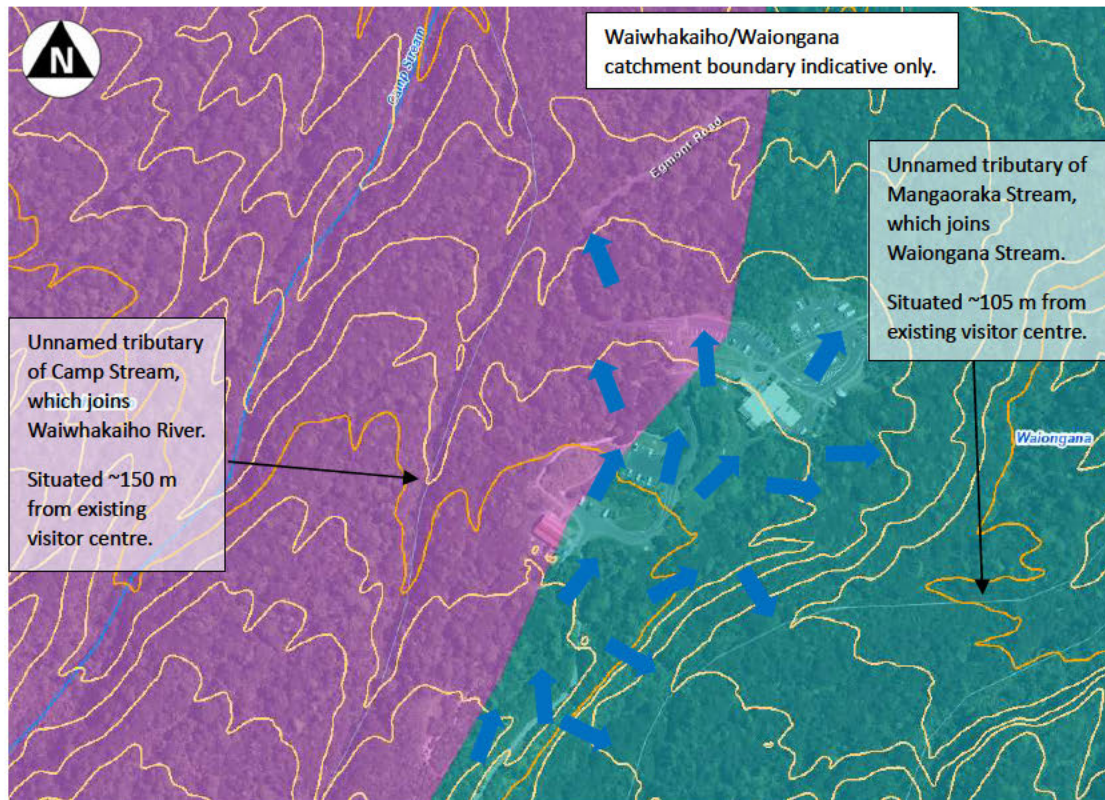 N
Camp Stream
Waiwhakaiho/Waiongana
catchment boundary indicative only.
Egmont Road
Unnamed tributary of
Mangaoraka Stream,
which joins
Waiongana Stream.
Situated ~105 m from
existing visitor centre.
Unnamed tributary
of Camp Stream,
which joins
Waiwhakaiho River.
Situated ~150 m
from existing
visitor centre.
Waiongana